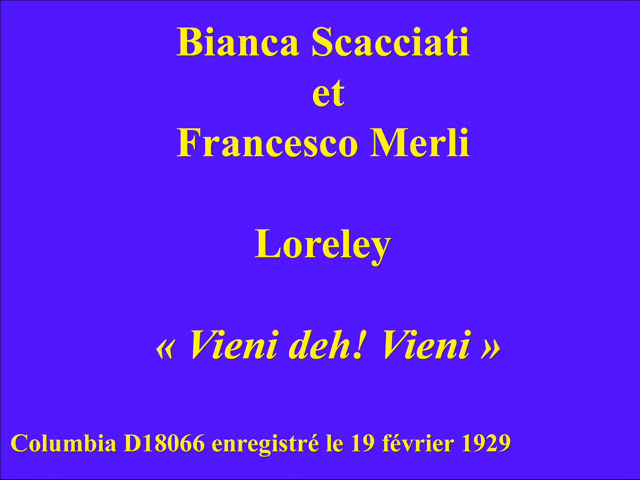 Bianca Scacciati
et
Francesco Merli
Loreley
« Vieni deh! Vieni »
Columbia D18066 enregistré le 19 février 1929